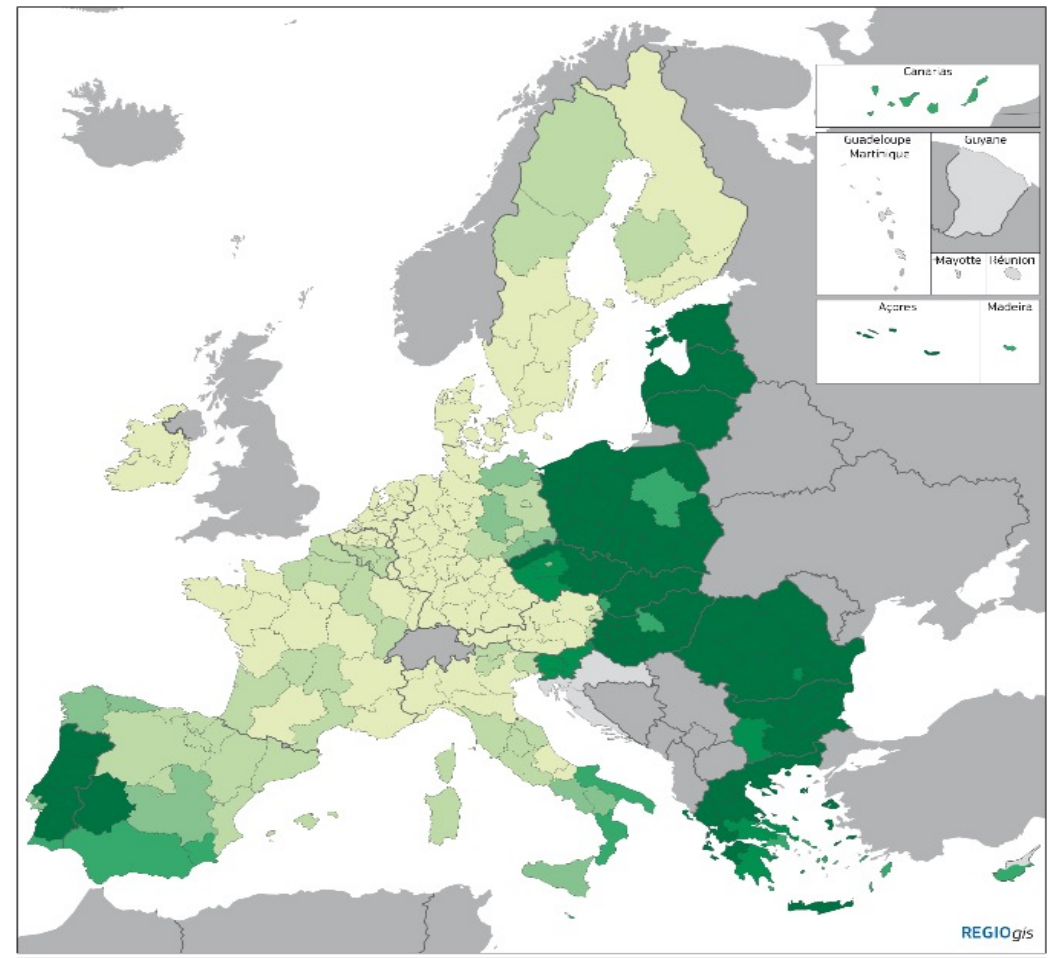 Canarias
Guadeloupe
Martinique
Guyane
Mayotte
Réunion
Açores
Madeira
REGIOgis